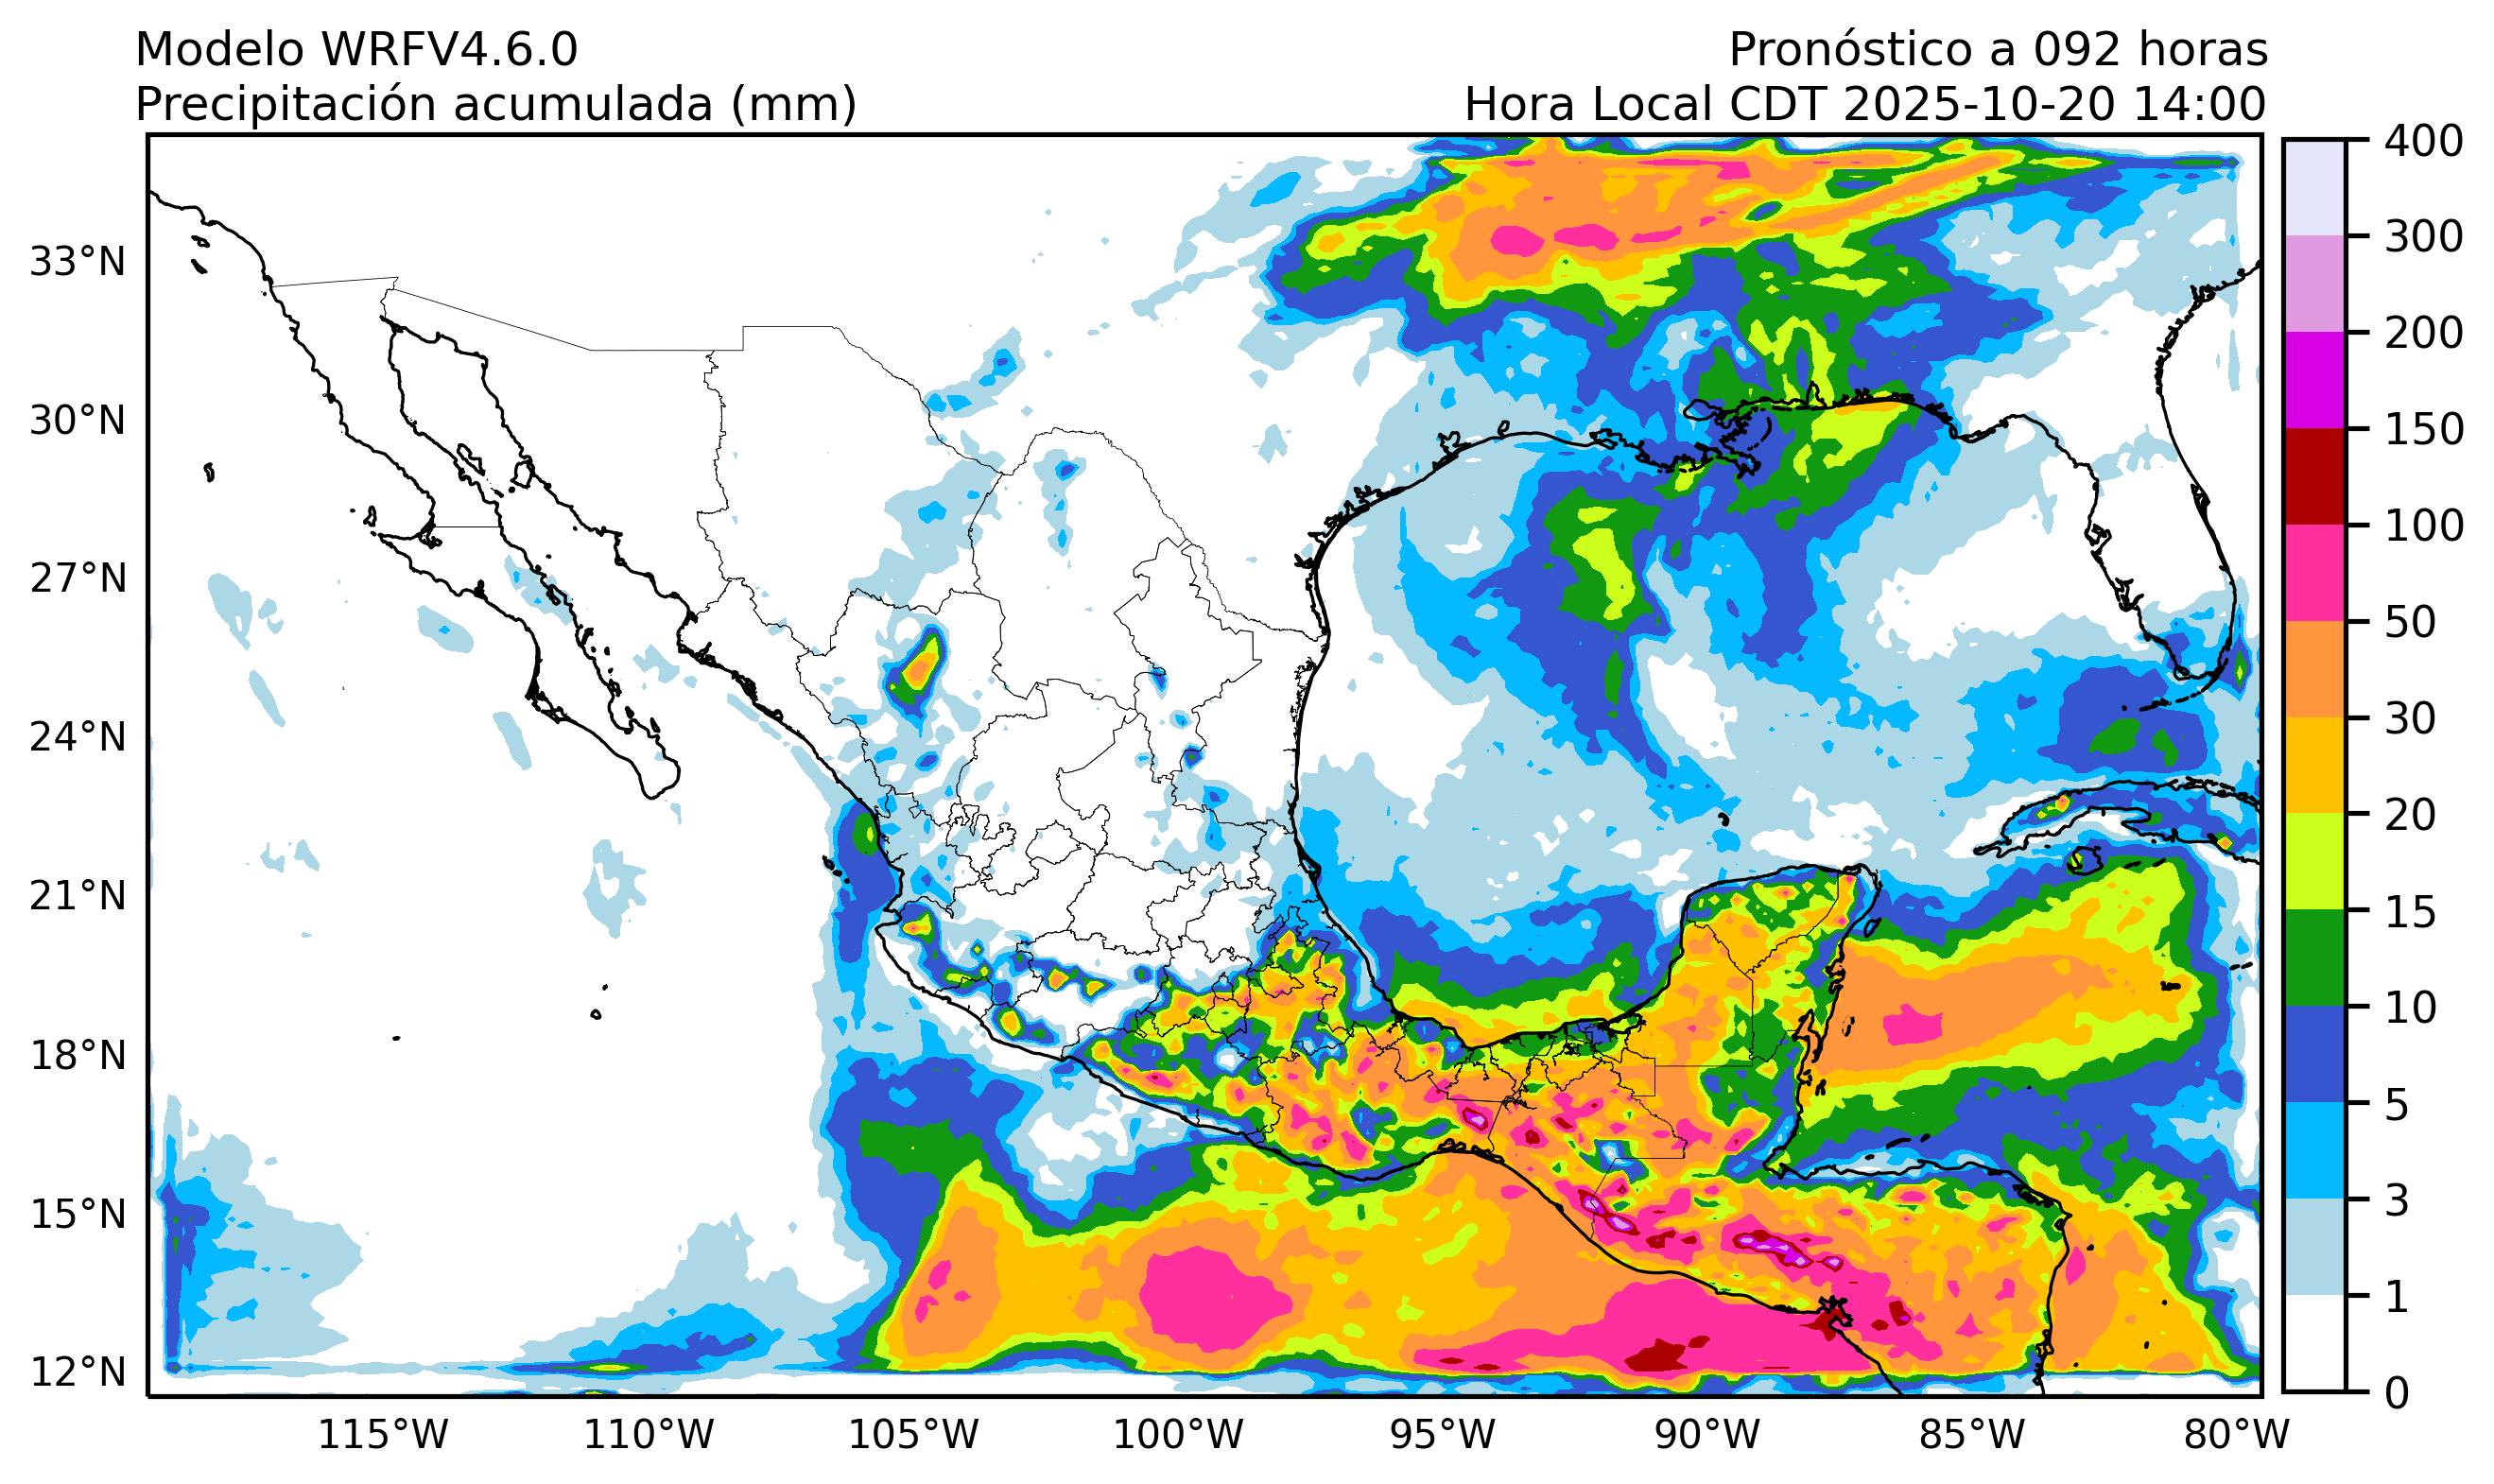 Modelo WRFV4.6.0
Pronóstico a 092 horas
Precipitación acumulada (mm)
Hora Local CDT 2025-10-20 14:00
33°N
30°N
27°N
24°N
21°N
18°N
15°N
12°N
115°W
110°W
105°W
100°W
95°W
90°W
85°W
80°W
400
300
200
150
100
50
30
20
15
10
5
3
1
0